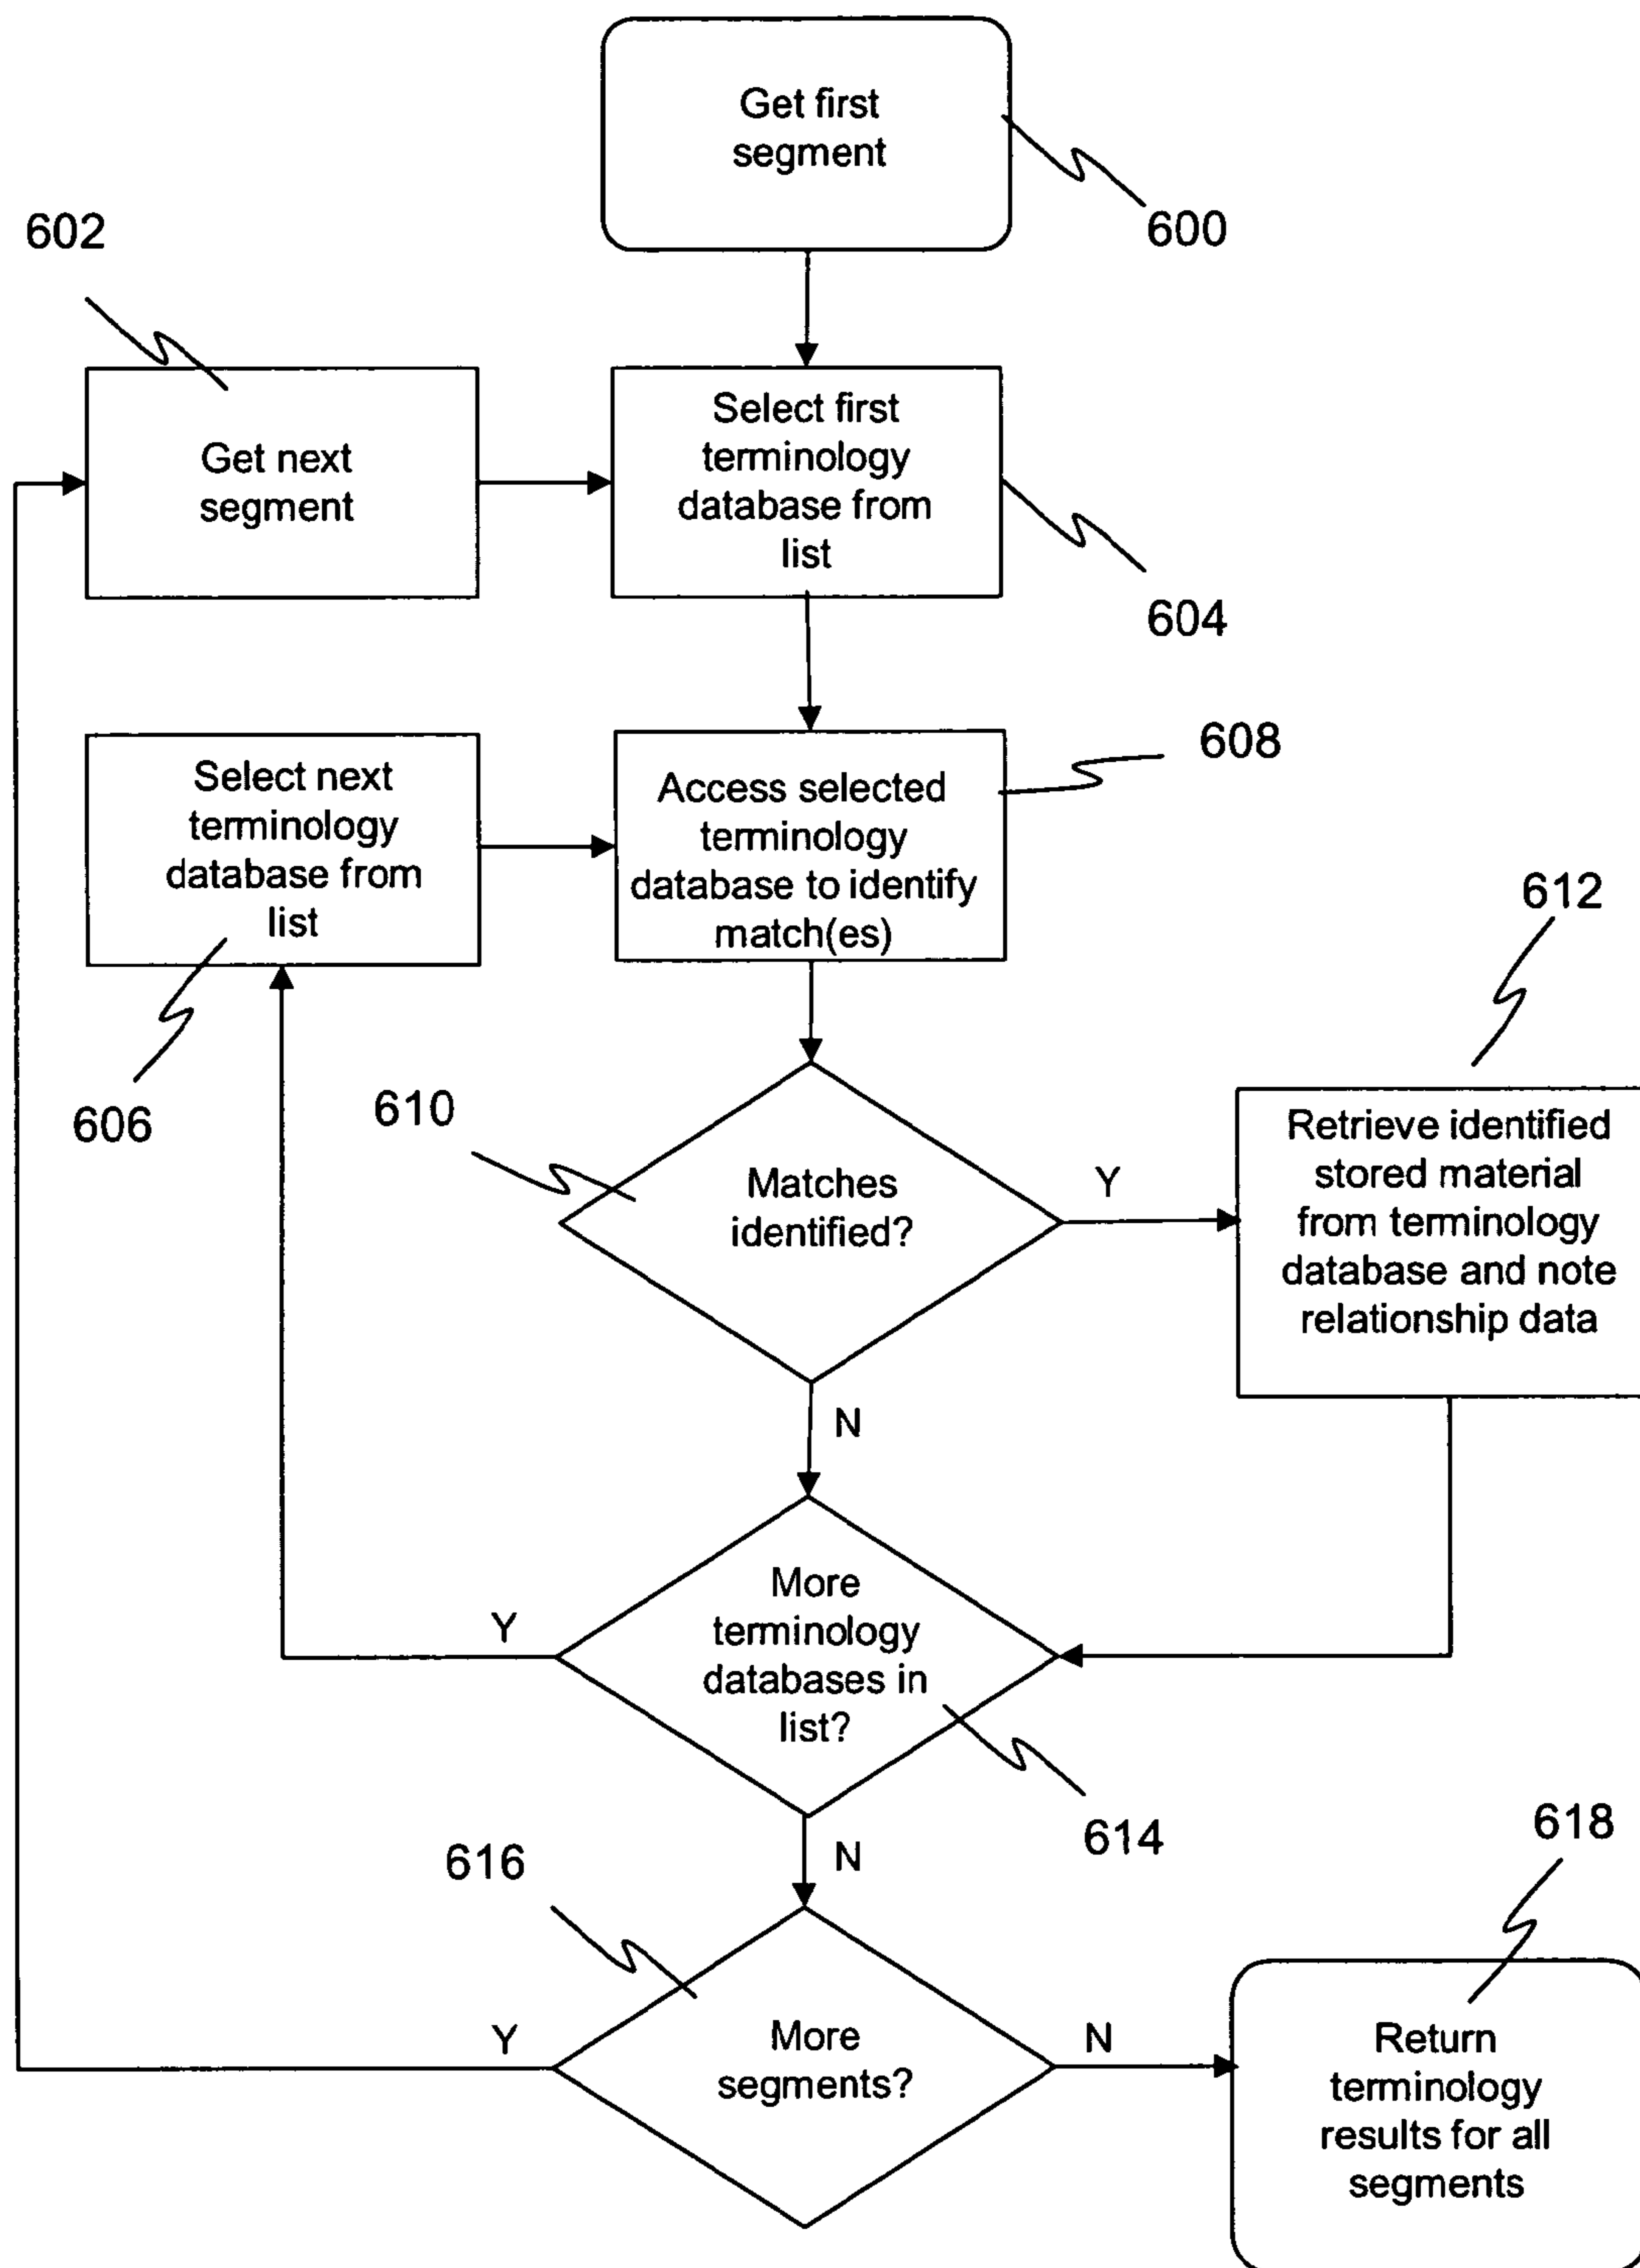 Get first
segment
600
602
Get next
segment
Select first
terminology
database from
list
604
Select next
terminology
database from
list
606
Access selected
terminology
database to identify
match(es)
608
610
Matches
identified?
Y
N
612
Retrieve identified
stored material
from terminology
database and note
relationship data
More
terminology
databases in
list?
Y
N
614
616
More
segments?
Y
N
618
Return
terminology
results for all
segments